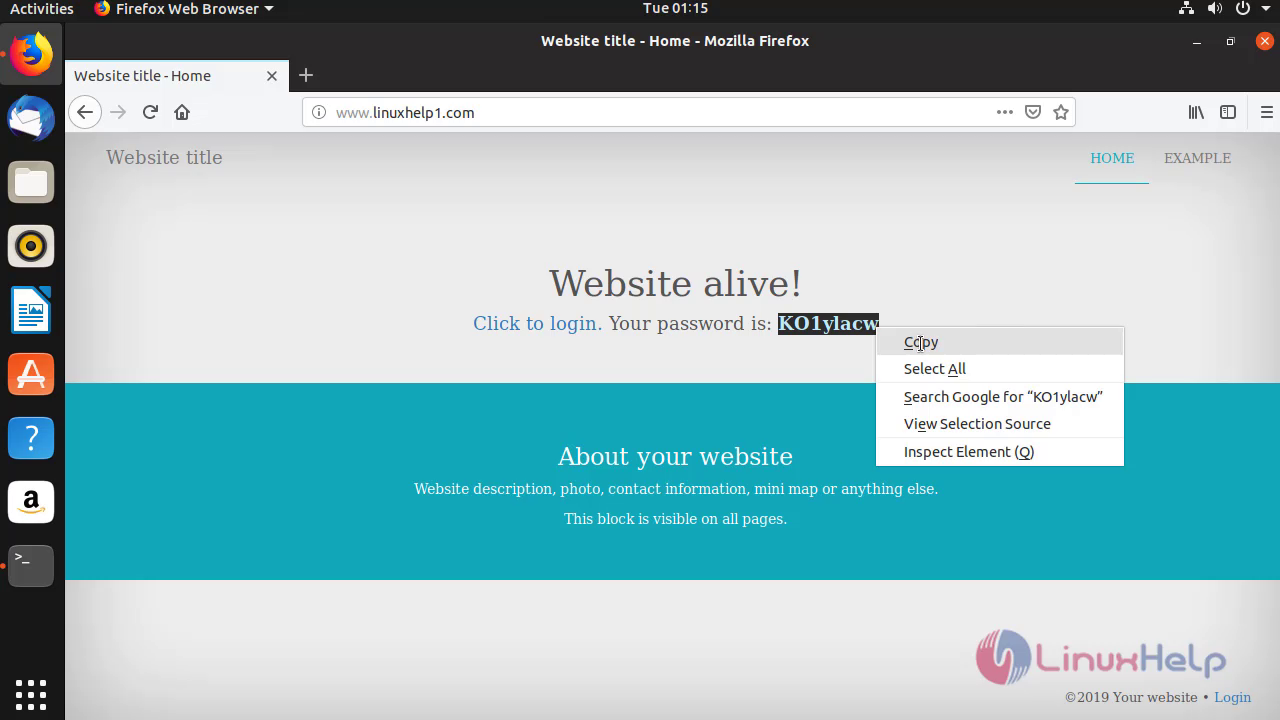 Activities Firefox Web Browser Tue 01:15
Website title - Home - Mozilla Firefox
Website title - Home
www.linuxhelp1.com
Website title HOME EXAMPLE
Website alive!
Click to login. Your password is: KO1ylacw
Copy
Select All
Search Google for “KO1ylacw”
View Selection Source
Inspect Element (Q)
About your website
Website description, photo, contact information, mini map or anything else.
This block is visible on all pages.
LinuxHelp
©2019 Your website • Login